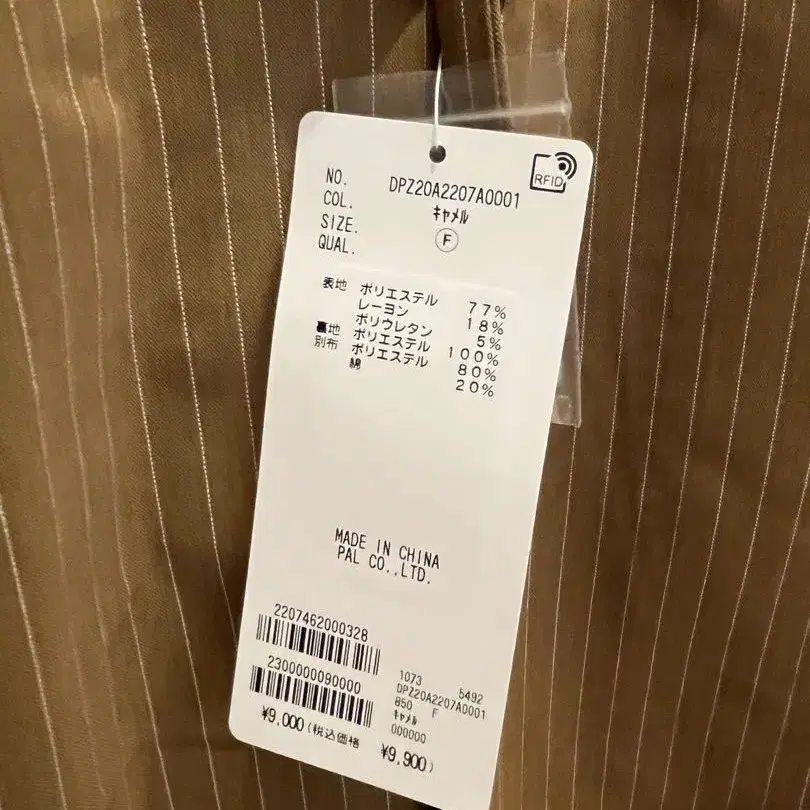 RFID
NO. DPZ20A2207A0001
COL. ｷｬﾒﾙ
SIZE. F
QUAL.
表地 ポリエステル 77%
レーヨン 18%
ポリウレタン 5%
裏地 ポリエステル 100%
別布 ポリエステル 80%
綿 20%
MADE IN CHINA
PAL CO.,LTD.
2207462000328
2300000090000
¥9,000 (税込価格 ¥9,900)
1073 5492
DPZ20A2207A0001
850 F
ｷｬﾒﾙ
000000